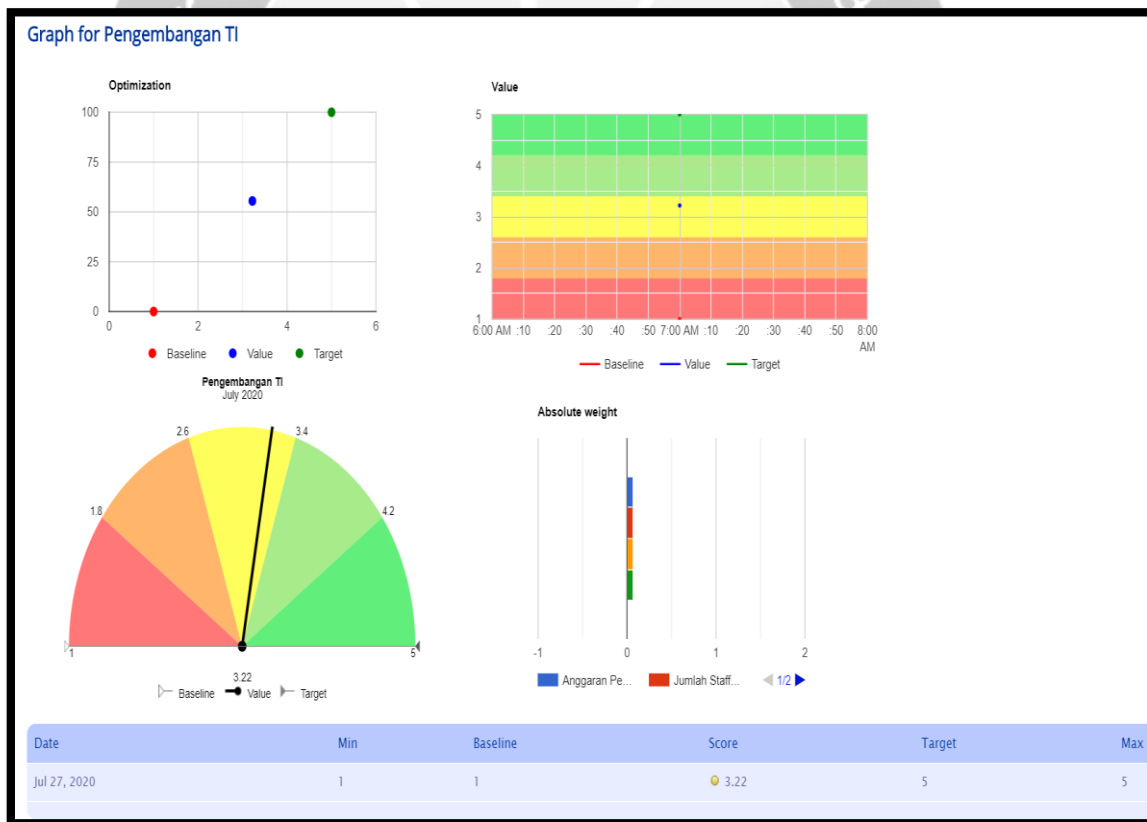 Graph for Pengembangan TI
Optimization
100
75
50
25
0
0 2 4 6
Baseline Value Target
Value
5
4
3
2
1
6:00 AM :10 :20 :30 :40 :50 7:00 AM :10 :20 :30 :40 :50 8:00
AM
Baseline Value Target
Pengembangan TI
July 2020
2.6 3.4
1.8 4.2
1 5
3.22
Baseline Value Target
Absolute weight
-1 0 1 2
Anggaran Pe... Jumlah Staff... 1/2
Date Min Baseline Score Target Max
Jul 27, 2020 1 1 3.22 5 5